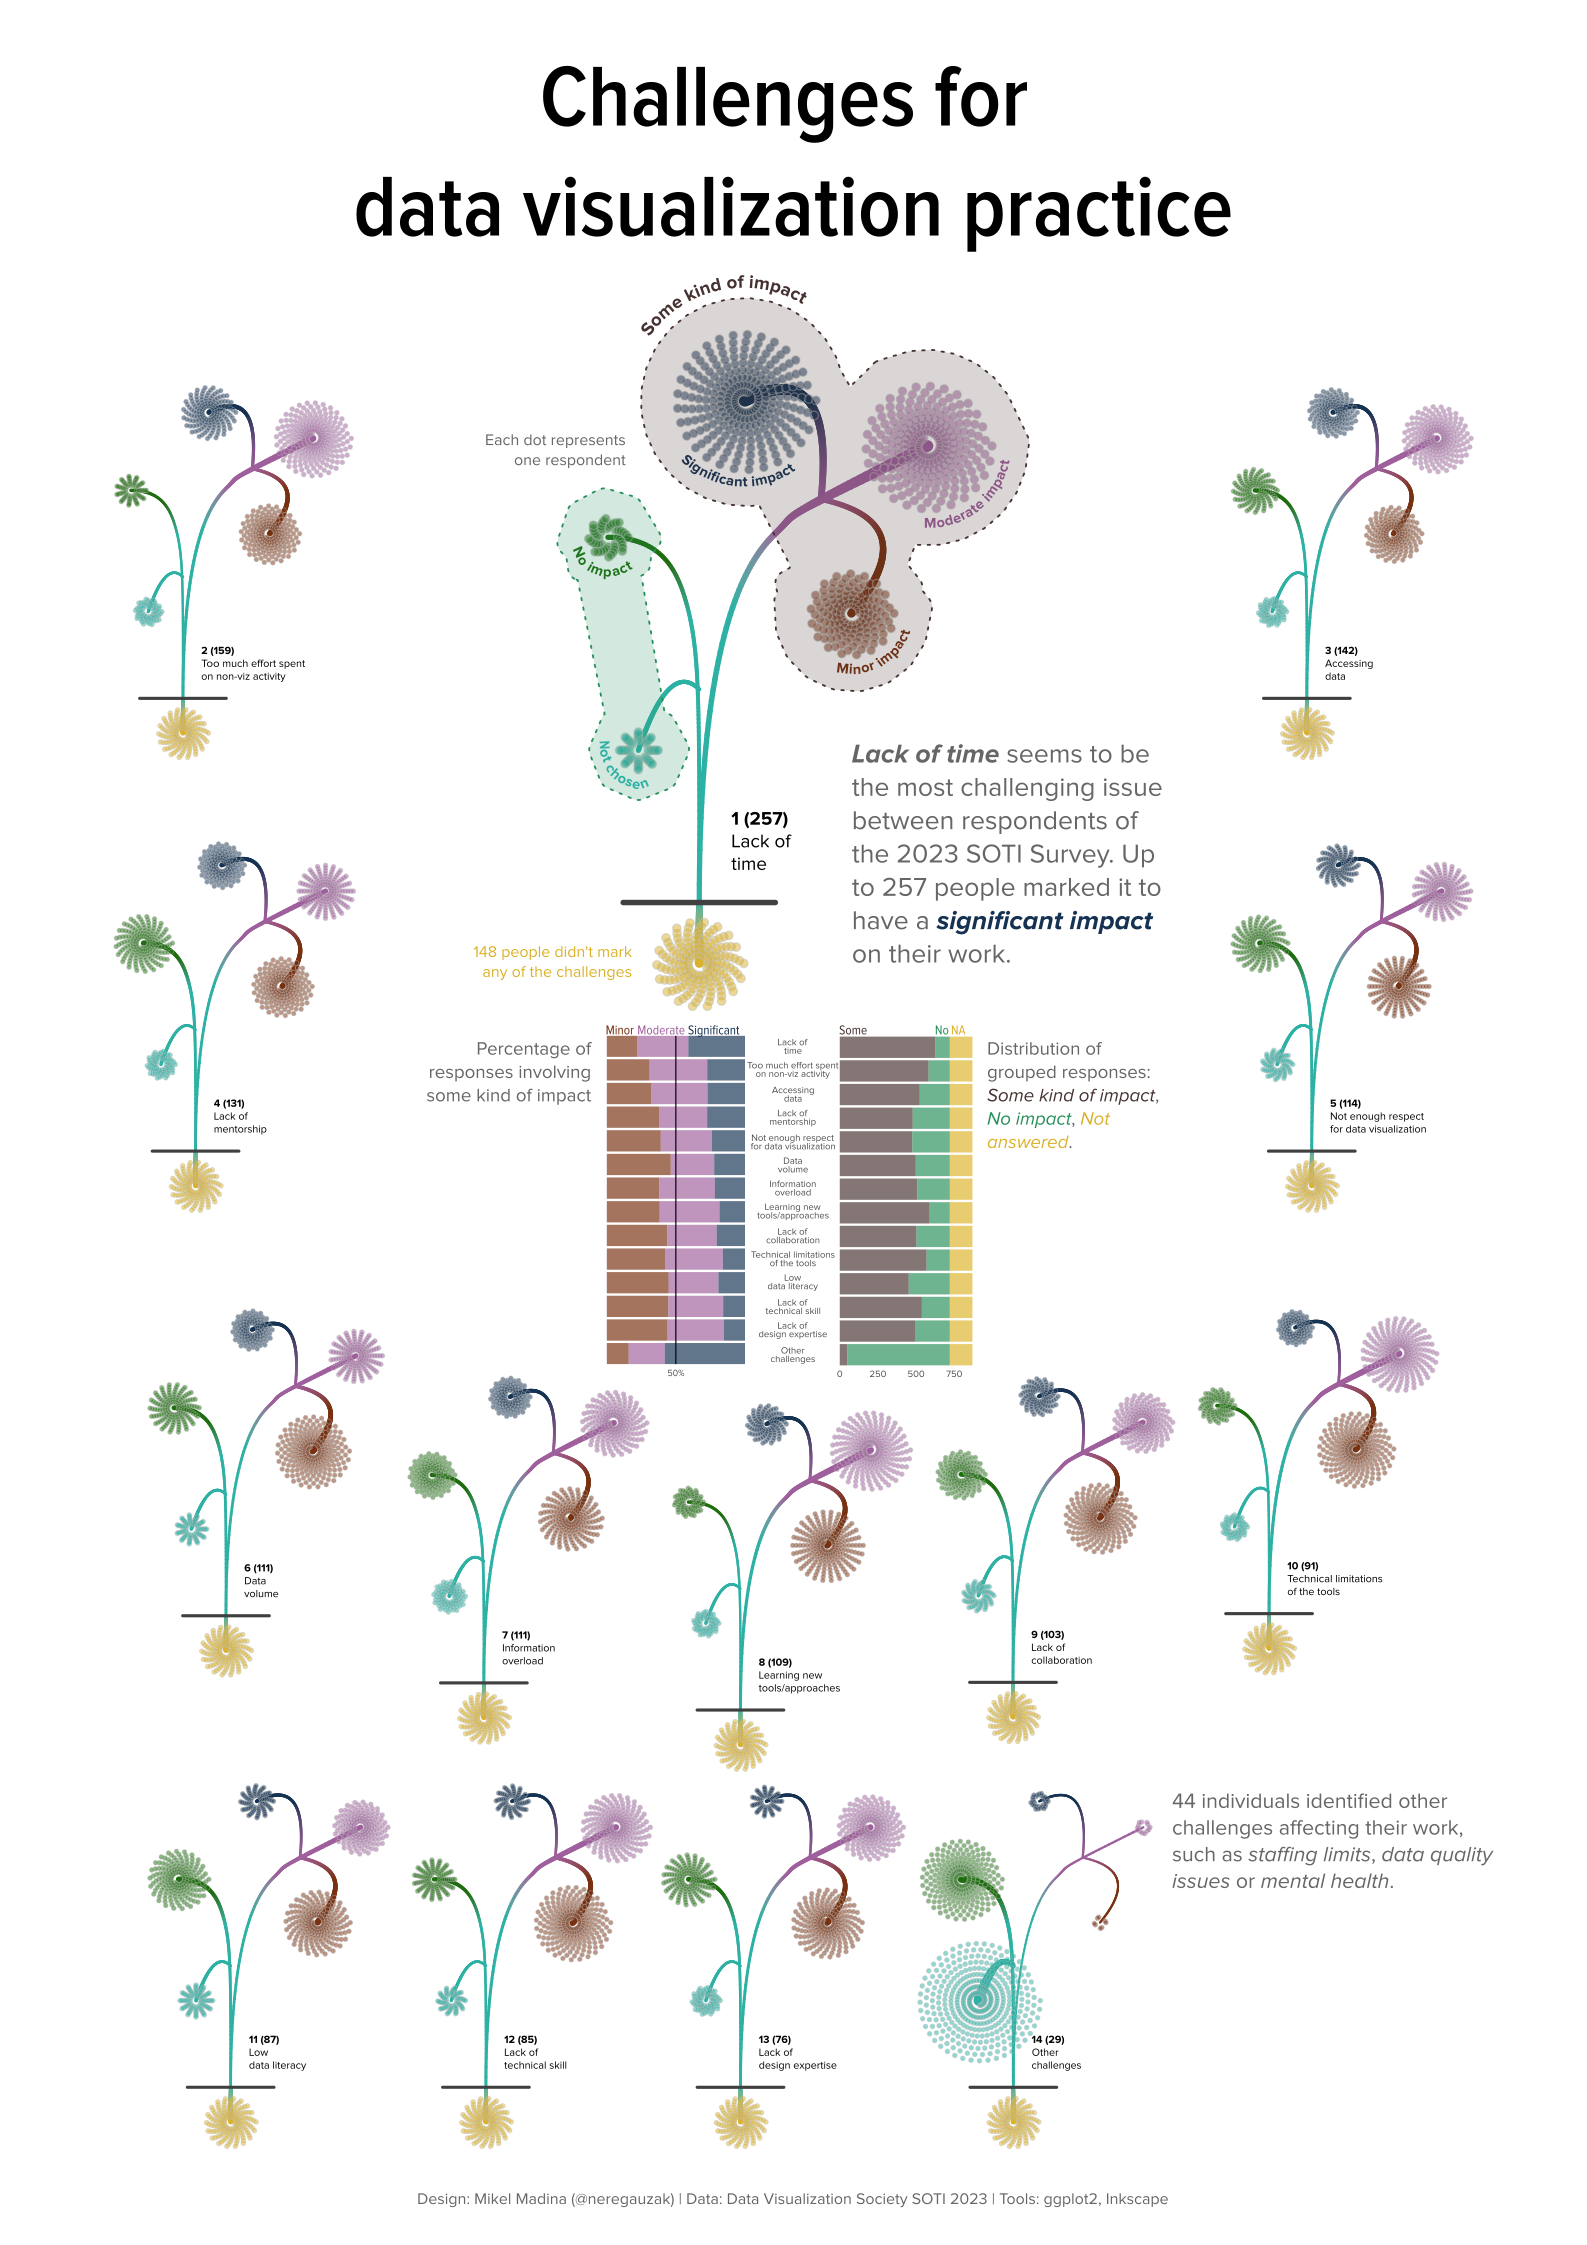 Challenges for
data visualization practice
Some kind of impact
Significant impact
Moderate impact
Minor impact
Each dot represents
one respondent
No impact
Not chosen
1 (257)
Lack of
time
148 people didn't mark
any of the challenges
2 (159)
Too much effort spent
on non-viz activity
3 (142)
Accessing
data
Lack of time seems to be
the most challenging issue
between respondents of
the 2023 SOTI Survey. Up
to 257 people marked it to
have a significant impact
on their work.
4 (131)
Lack of
mentorship
5 (114)
Not enough respect
for data visualization
Percentage of
responses involving
some kind of impact
Minor Moderate Significant
Some No NA
Lack of
time
Too much effort spent
on non-viz activity
Accessing
data
Lack of
mentorship
Not enough respect
for data visualization
Data
volume
Information
overload
Learning new
tools/approaches
Lack of
collaboration
Technical limitations
of the tools
Low
data literacy
Lack of
technical skill
Lack of
design expertise
Other
challenges
50%
0 250 500 750
Distribution of
grouped responses:
Some kind of impact,
No impact, Not
answered.
6 (111)
Data
volume
7 (111)
Information
overload
8 (109)
Learning new
tools/approaches
9 (103)
Lack of
collaboration
10 (91)
Technical limitations
of the tools
44 individuals identified other
challenges affecting their work,
such as staffing limits, data quality
issues or mental health.
11 (87)
Low
data literacy
12 (85)
Lack of
technical skill
13 (76)
Lack of
design expertise
14 (29)
Other
challenges
Design: Mikel Madina (@neregauzak) | Data: Data Visualization Society SOTI 2023 | Tools: ggplot2, Inkscape